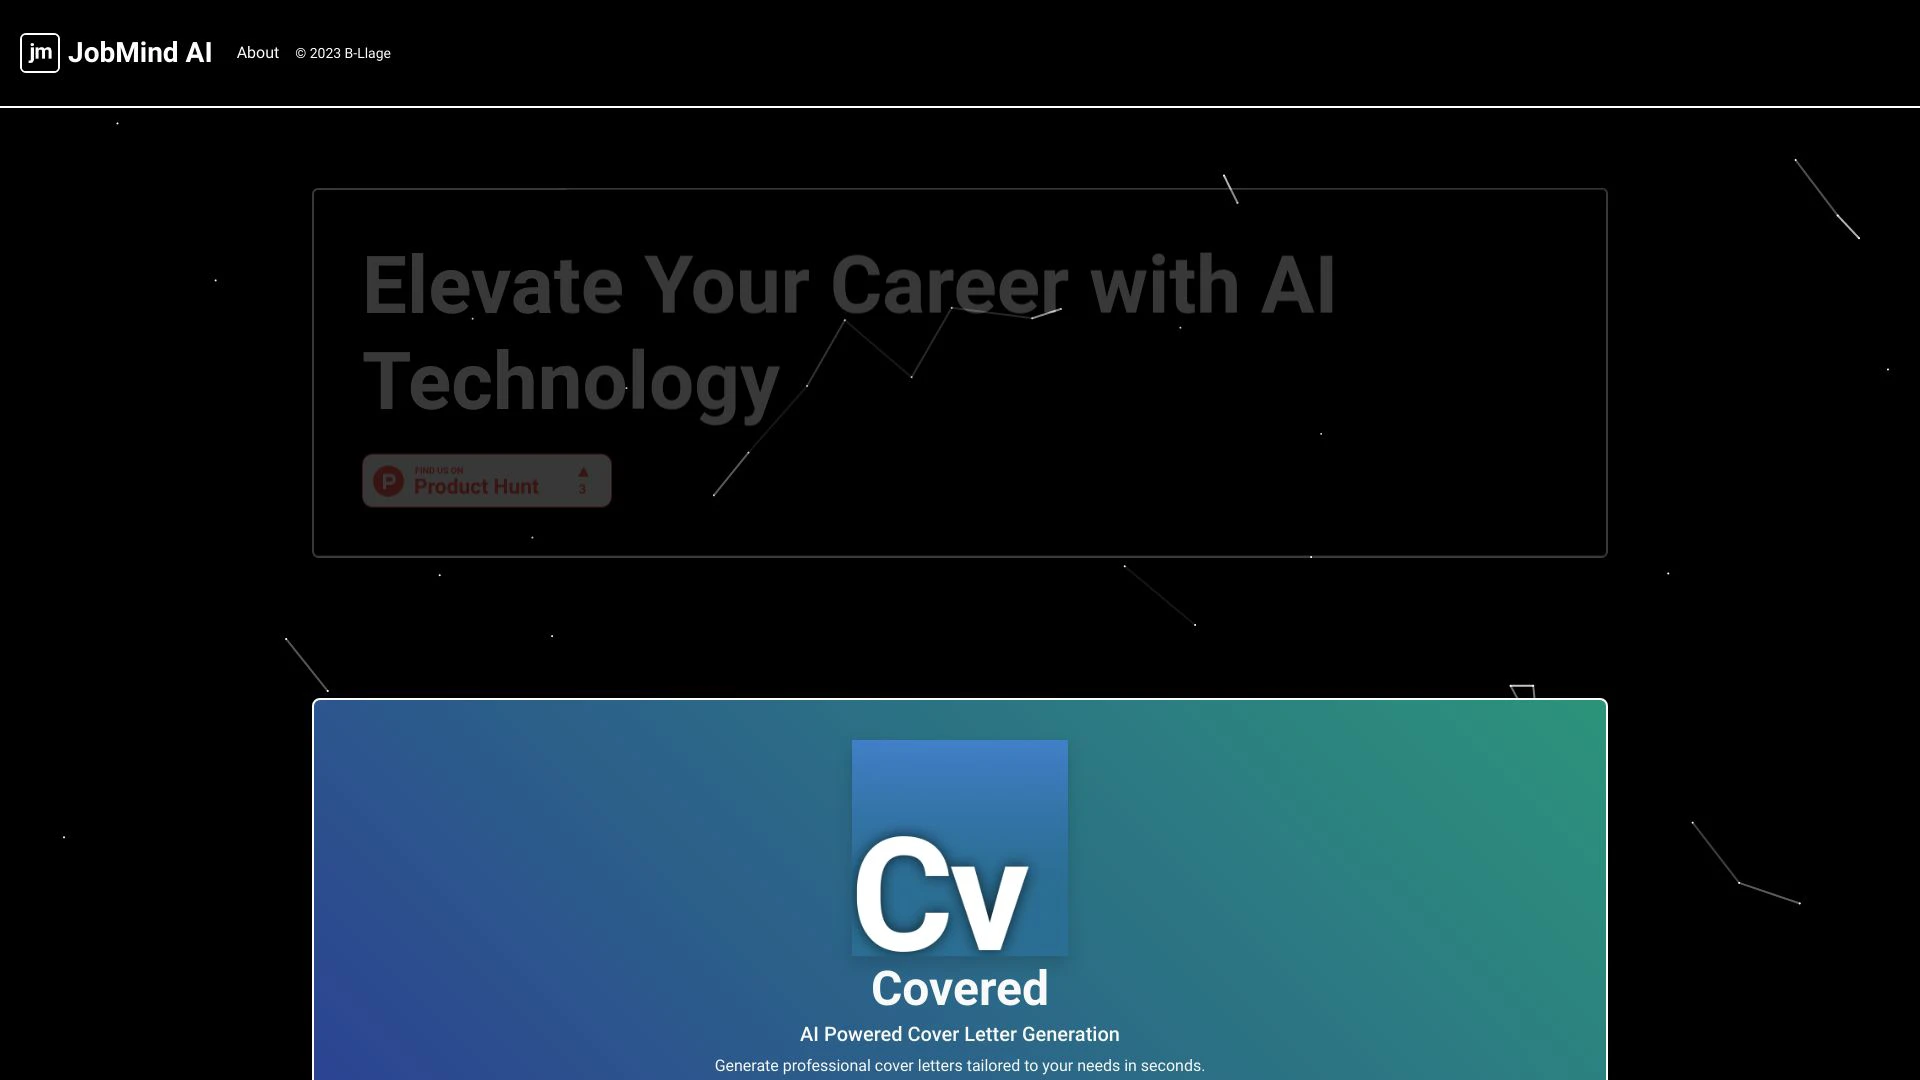 jm JobMind AI About © 2023 B-Llage
Elevate Your Career with AI
Technology
FIND US ON
Product Hunt 3
Cv
Covered
AI Powered Cover Letter Generation
Generate professional cover letters tailored to your needs in seconds.